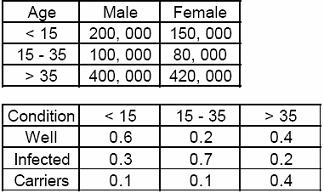 Age Male Female
< 15 200, 000 150, 000
15 - 35 100, 000 80, 000
> 35 400, 000 420, 000
Condition < 15 15 - 35 > 35
Well 0.6 0.2 0.4
Infected 0.3 0.7 0.2
Carriers 0.1 0.1 0.4